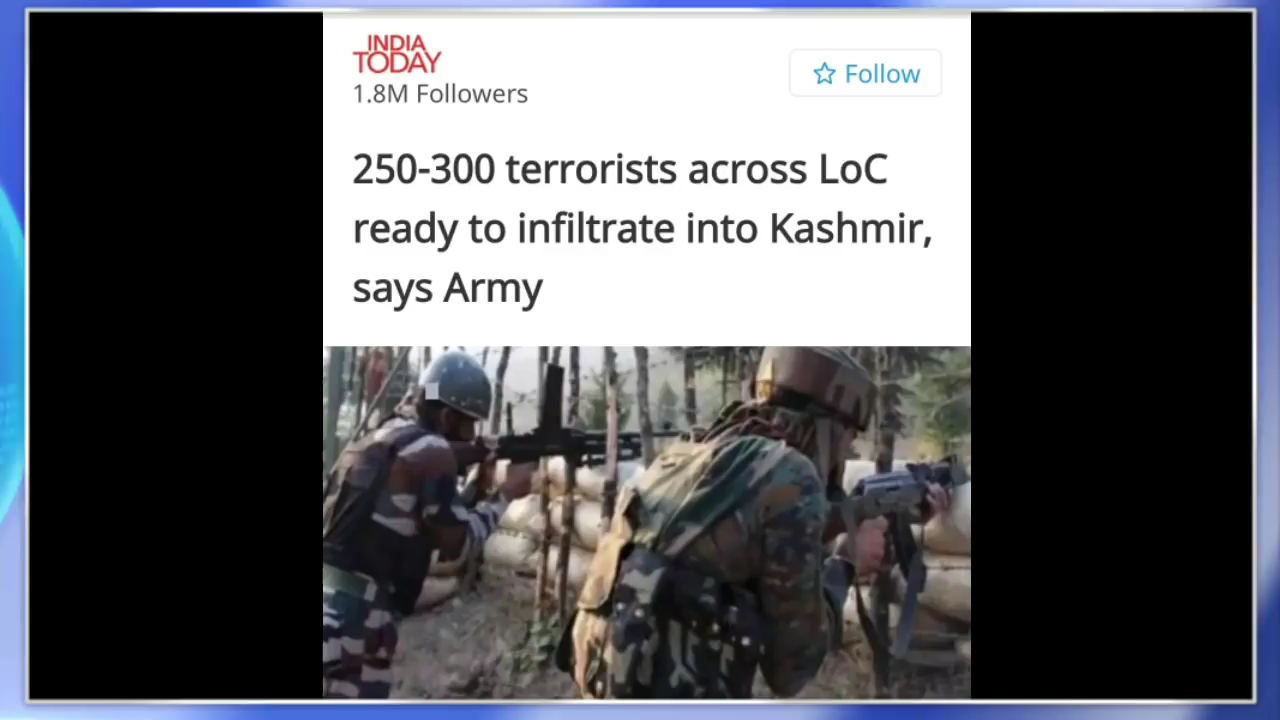 INDIA
TODAY
1.8M Followers
Follow
250-300 terrorists across LoC
ready to infiltrate into Kashmir,
says Army